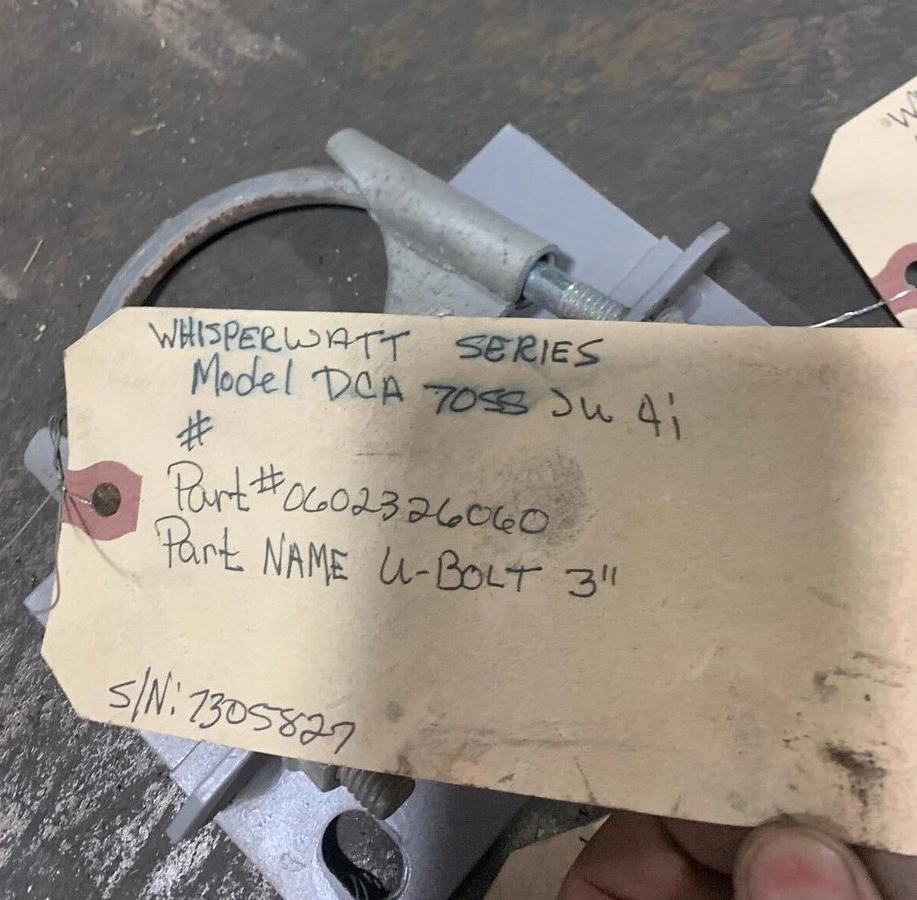 WHISPERWATT SERIES
Model DCA 70SS JU 4i
#
Part# 0602326060
Part NAME U-BOLT 3"
S/N: 7305827